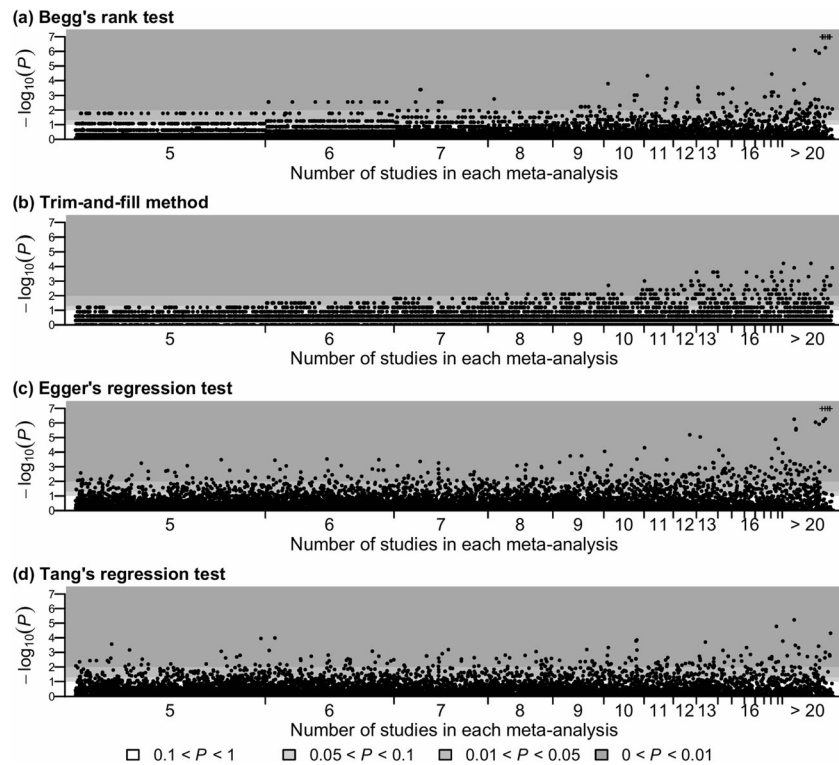 (a) Begg's rank test
7
6
5
4
3
2
1
0
− log10(P)
5 6 7 8 9 10 11 12 13 16 > 20
Number of studies in each meta-analysis
(b) Trim-and-fill method
7
6
5
4
3
2
1
0
− log10(P)
5 6 7 8 9 10 11 12 13 16 > 20
Number of studies in each meta-analysis
(c) Egger's regression test
7
6
5
4
3
2
1
0
− log10(P)
5 6 7 8 9 10 11 12 13 16 > 20
Number of studies in each meta-analysis
(d) Tang's regression test
7
6
5
4
3
2
1
0
− log10(P)
5 6 7 8 9 10 11 12 13 16 > 20
Number of studies in each meta-analysis
0.1 < P < 1 0.05 < P < 0.1 0.01 < P < 0.05 0 < P < 0.01